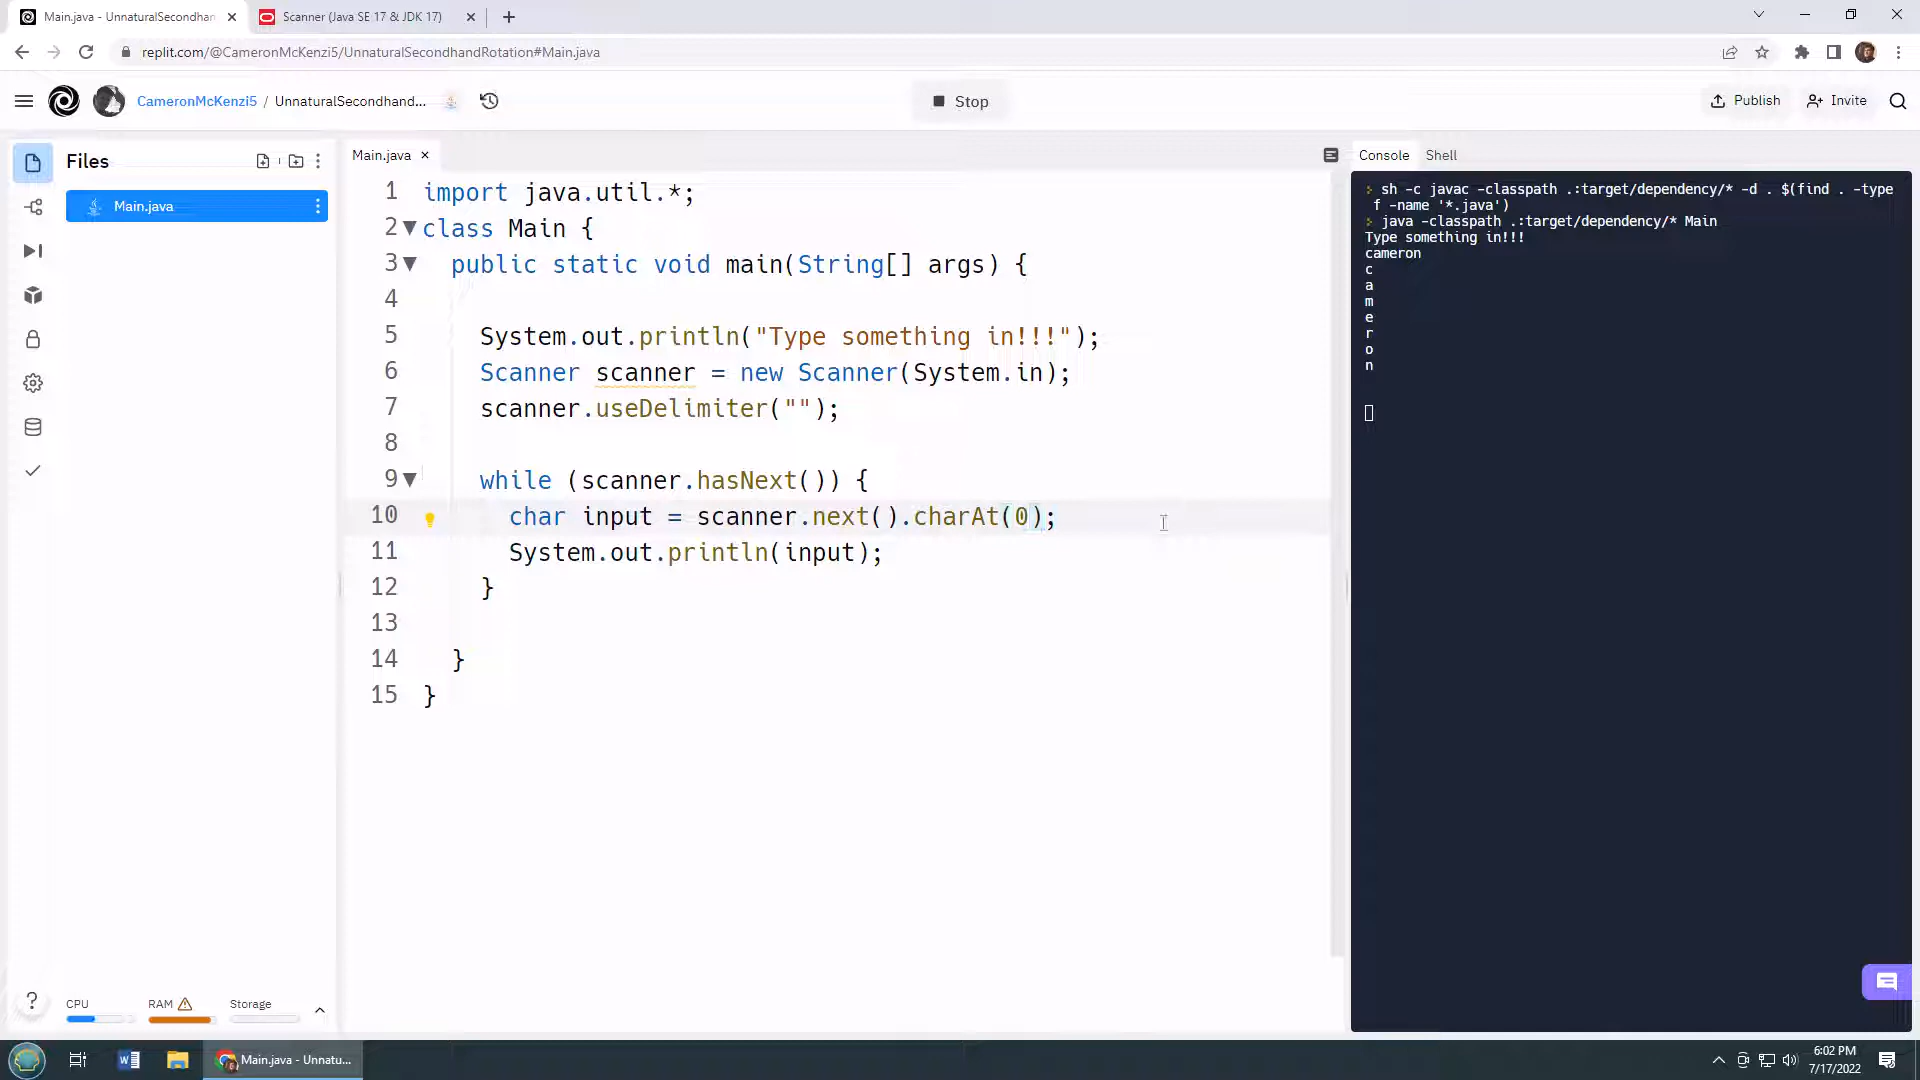 Main.java - UnnaturalSecondhan
Scanner (Java SE 17 & JDK 17)
replit.com/@CameronMcKenzi5/UnnaturalSecondhandRotation#Main.java
CameronMcKenzi5 / UnnaturalSecondhand...
Stop
Publish
Invite
Files
Main.java
Main.java
Console
Shell
1 import java.util.*;
2 class Main {
3 public static void main(String[] args) {
4
5 System.out.println("Type something in!!!");
6 Scanner scanner = new Scanner(System.in);
7 scanner.useDelimiter("");
8
9 while (scanner.hasNext()) {
10 char input = scanner.next().charAt(0);
11 System.out.println(input);
12 }
13
14 }
15 }
sh -c javac -classpath .:target/dependency/* -d . $(find . -type
f -name '*.java')
java -classpath .:target/dependency/* Main
Type something in!!!
cameron
c
a
m
e
r
o
n
?
CPU
RAM
Storage
Main.java - Unnatu...
6:02 PM
7/17/2022